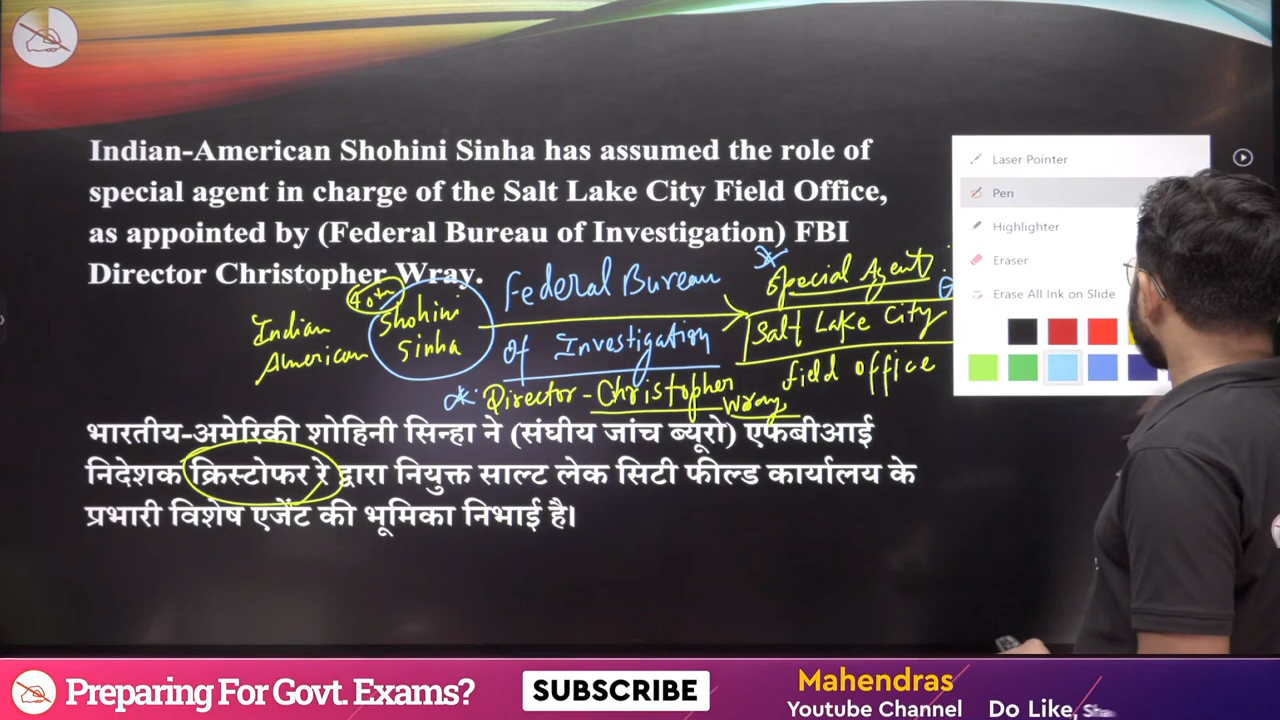 Indian-American Shohini Sinha has assumed the role of
special agent in charge of the Salt Lake City Field Office,
as appointed by (Federal Bureau of Investigation) FBI
Director Christopher Wray.
Laser Pointer
Pen
Highlighter
Eraser
Erase All Ink on Slide
Indian
American
Shohini
Sinha
Federal Bureau
Of Investigation
Director - Christopher
Wray
Special Agent
Salt Lake City
field office
भारतीय-अमेरिकी शोहिनी सिन्हा ने (संघीय जांच ब्यूरो) एफबीआई
निदेशक क्रिस्टोफर रे द्वारा नियुक्त साल्ट लेक सिटी फील्ड कार्यालय के
प्रभारी विशेष एजेंट की भूमिका निभाई है।
Preparing For Govt. Exams?
SUBSCRIBE
Mahendras
Youtube Channel
Do Like,